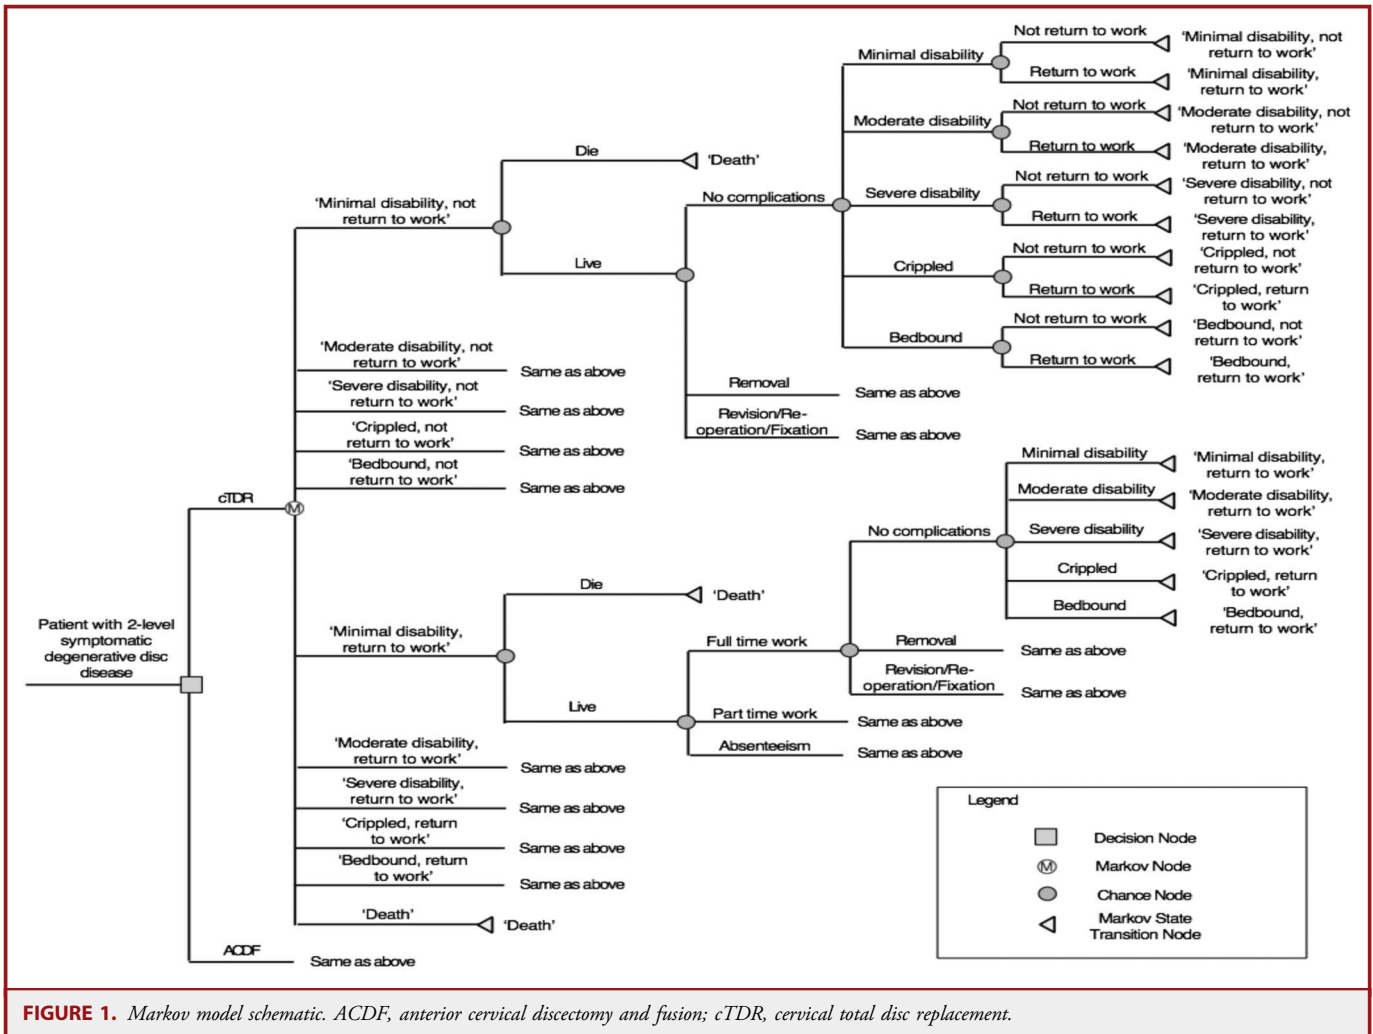 Not return to work
'Minimal disability, not
return to work'
Minimal disability
Return to work
'Minimal disability,
return to work'
Not return to work
'Moderate disability, not
return to work'
Moderate disability
Return to work
'Moderate disability,
return to work'
Die
'Death'
Not return to work
'Severe disability, not
return to work'
No complications
Severe disability
'Minimal disability, not
return to work'
Return to work
'Severe disability,
return to work'
Not return to work
'Crippled, not
return to work'
Live
Crippled
Return to work
'Crippled, return
to work'
Not return to work
'Bedbound, not
return to work'
Bedbound
Return to work
'Bedbound,
return to work'
'Moderate disability, not
return to work'
Same as above
Removal
Same as above
'Severe disability, not
return to work'
Same as above
Revision/Re-
operation/Fixation
Same as above
'Crippled, not
return to work'
Same as above
'Bedbound, not
return to work'
Same as above
cTDR
M
Minimal disability
'Minimal disability,
return to work'
Moderate disability
'Moderate disability,
return to work'
No complications
Severe disability
'Severe disability,
return to work'
Crippled
'Crippled, return
to work'
Die
'Death'
Bedbound
'Bedbound,
return to work'
Patient with 2-level
symptomatic
degenerative disc
disease
'Minimal disability,
return to work'
Full time work
Removal
Same as above
Revision/Re-
operation/Fixation
Same as above
Live
Part time work
Same as above
Absenteeism
Same as above
'Moderate disability,
return to work'
Same as above
'Severe disability,
return to work'
Same as above
'Crippled, return
to work'
Same as above
'Bedbound, return
to work'
Same as above
'Death'
'Death'
ACDF
Same as above
Legend
Decision Node
M
Markov Node
Chance Node
Markov State
Transition Node
FIGURE 1. Markov model schematic. ACDF, anterior cervical discectomy and fusion; cTDR, cervical total disc replacement.